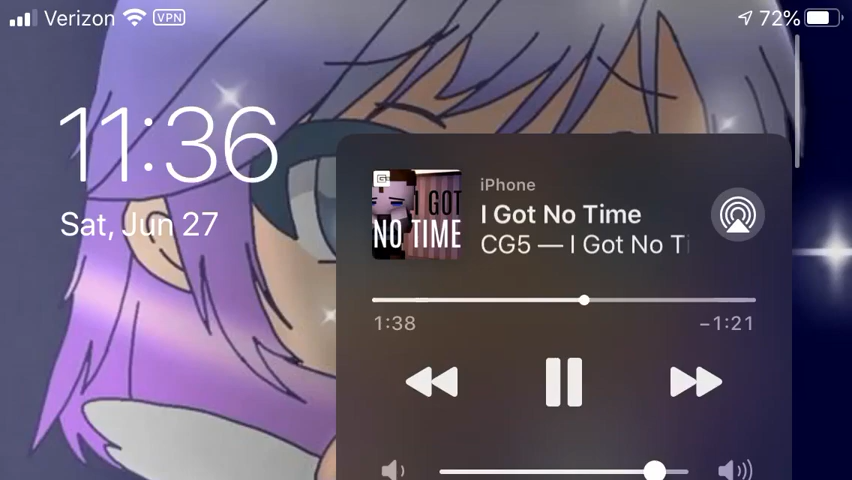 Verizon VPN 72%
11:36
Sat, Jun 27
iPhone
I Got No Time
CG5 — I Got No Ti
I GOT
NO TIME
1:38 −1:21